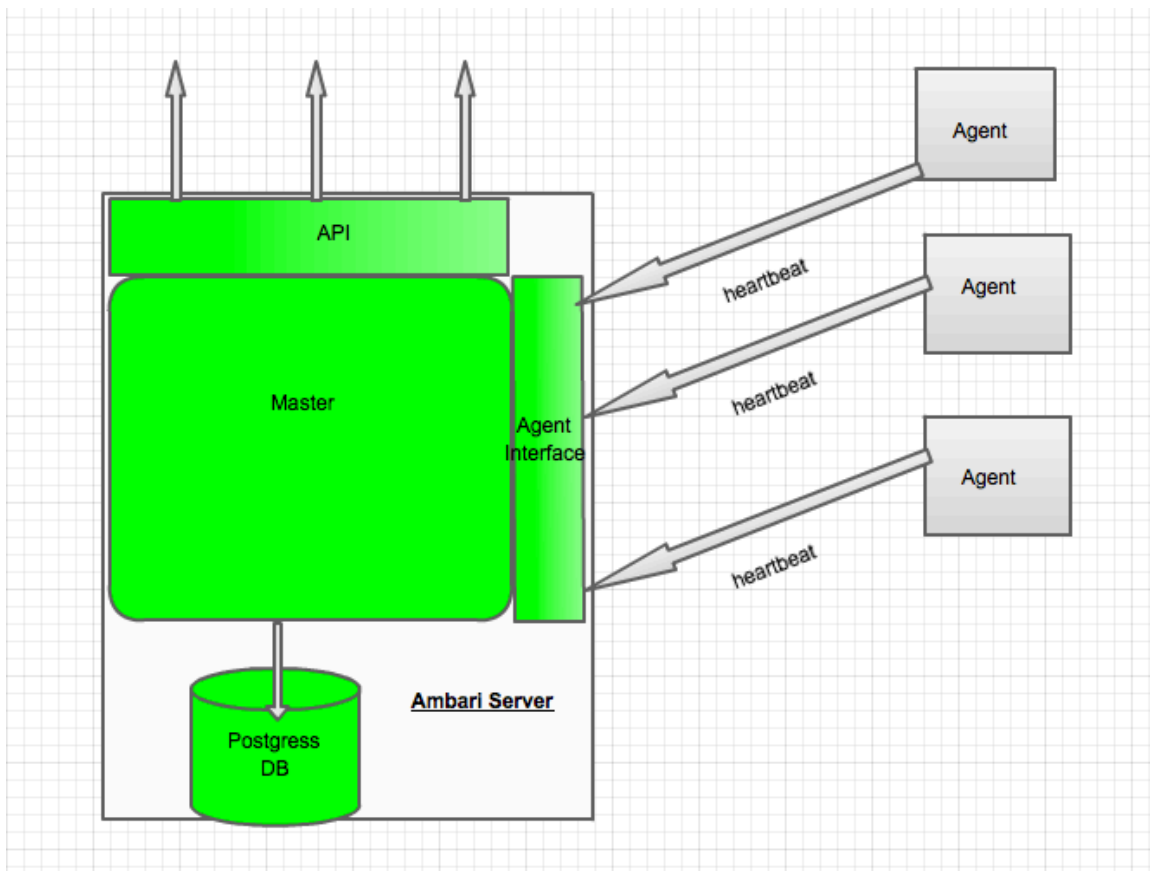 API
Master
Agent
Interface
Postgress
DB
Ambari Server
Agent
heartbeat
Agent
heartbeat
Agent
heartbeat